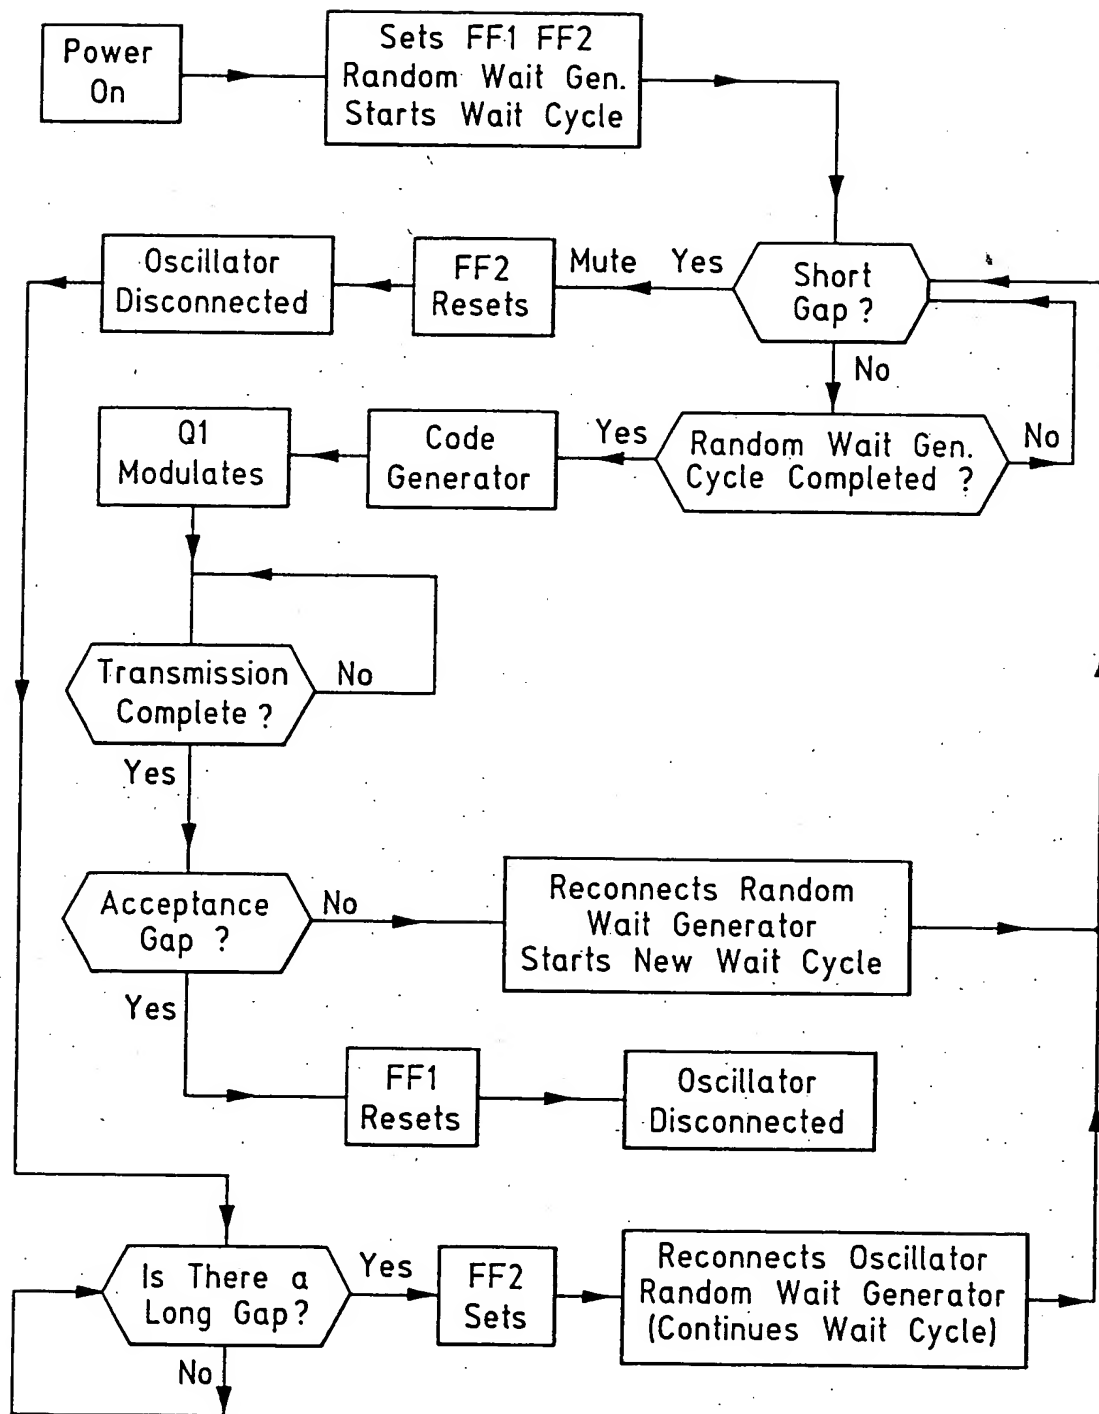 Power
On
Sets FF1 FF2
Random Wait Gen.
Starts Wait Cycle
Short
Gap ?
Yes
Mute
FF2
Resets
Oscillator
Disconnected
No
Random Wait Gen.
Cycle Completed ?
No
Yes
Code
Generator
Q1
Modulates
Transmission
Complete ?
No
Yes
Acceptance
Gap ?
No
Reconnects Random
Wait Generator
Starts New Wait Cycle
Yes
FF1
Resets
Oscillator
Disconnected
Is There a
Long Gap?
Yes
FF2
Sets
Reconnects Oscillator
Random Wait Generator
(Continues Wait Cycle)
No